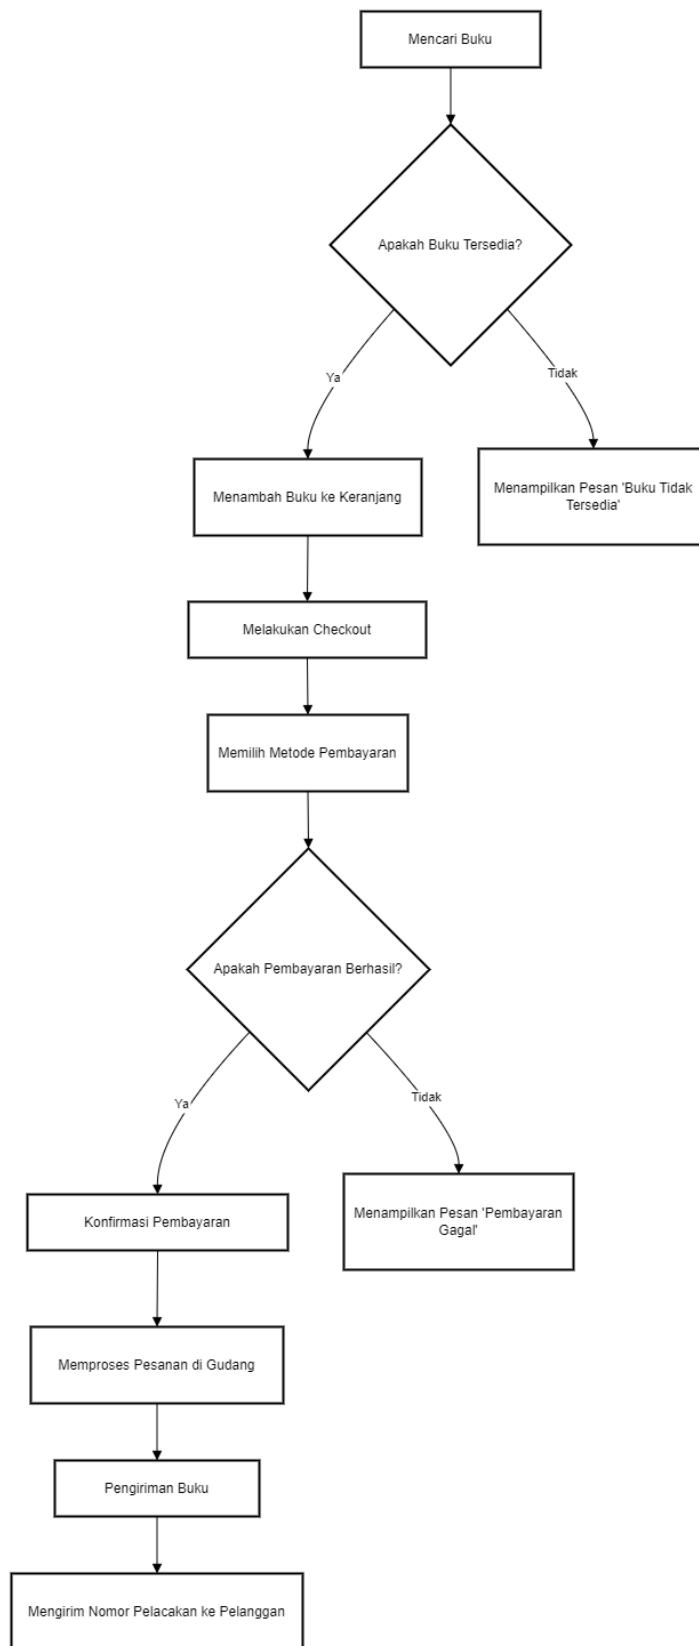 Mencari Buku
Apakah Buku Tersedia?
Ya
Tidak
Menambah Buku ke Keranjang
Menampilkan Pesan 'Buku Tidak
Tersedia'
Melakukan Checkout
Memilih Metode Pembayaran
Apakah Pembayaran Berhasil?
Ya
Tidak
Konfirmasi Pembayaran
Menampilkan Pesan 'Pembayaran
Gagal'
Memproses Pesanan di Gudang
Pengiriman Buku
Mengirim Nomor Pelacakan ke Pelanggan